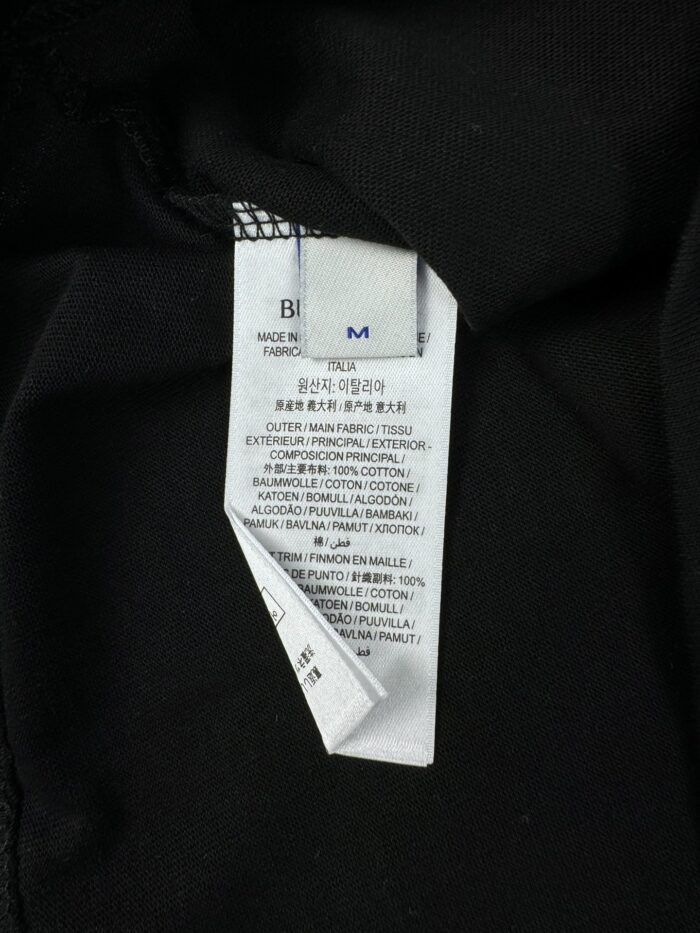 M
BU
MADE IN
FABRICA
ITALIA
원산지: 이탈리아
原産地 義大利 / 原产地 意大利
OUTER / MAIN FABRIC / TISSU
EXTÉRIEUR / PRINCIPAL / EXTERIOR -
COMPOSICION PRINCIPAL /
外部/主要布料: 100% COTTON /
BAUMWOLLE / COTON / COTONE /
KATOEN / BOMULL / ALGODÓN /
ALGODÃO / PUUVILLA / BAMBAKI /
PAMUK / BAVLNA / PAMUT / ХЛОПОК /
棉 / قطن
T TRIM / FINMON EN MAILLE /
S DE PUNTO / 針織副料: 100%
BAUMWOLLE / COTON /
ATOEN / BOMULL /
ODÃO / PUUVILLA /
BAVLNA / PAMUT /